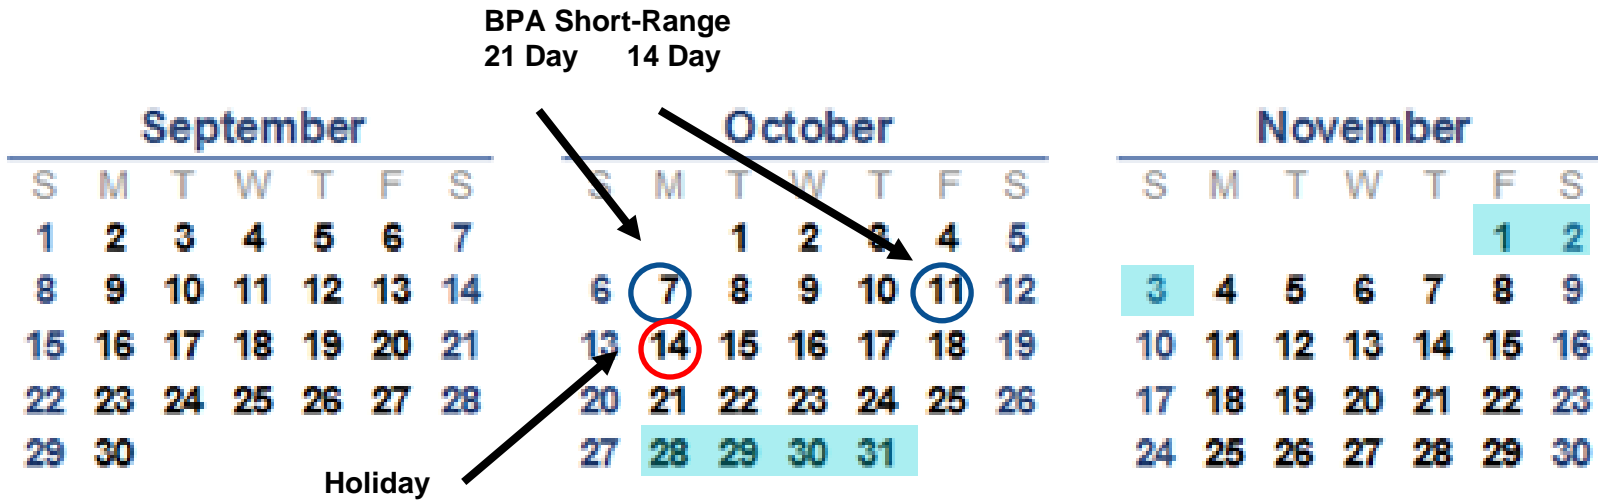 BPA Short-Range
21 Day 14 Day
September
S M T W T F S
1 2 3 4 5 6 7
8 9 10 11 12 13 14
15 16 17 18 19 20 21
22 23 24 25 26 27 28
29 30
October
S M T W T F S
1 2 3 4 5
6 7 8 9 10 11 12
13 14 15 16 17 18 19
20 21 22 23 24 25 26
27 28 29 30 31
November
S M T W T F S
1 2
3 4 5 6 7 8 9
10 11 12 13 14 15 16
17 18 19 20 21 22 23
24 25 26 27 28 29 30
Holiday